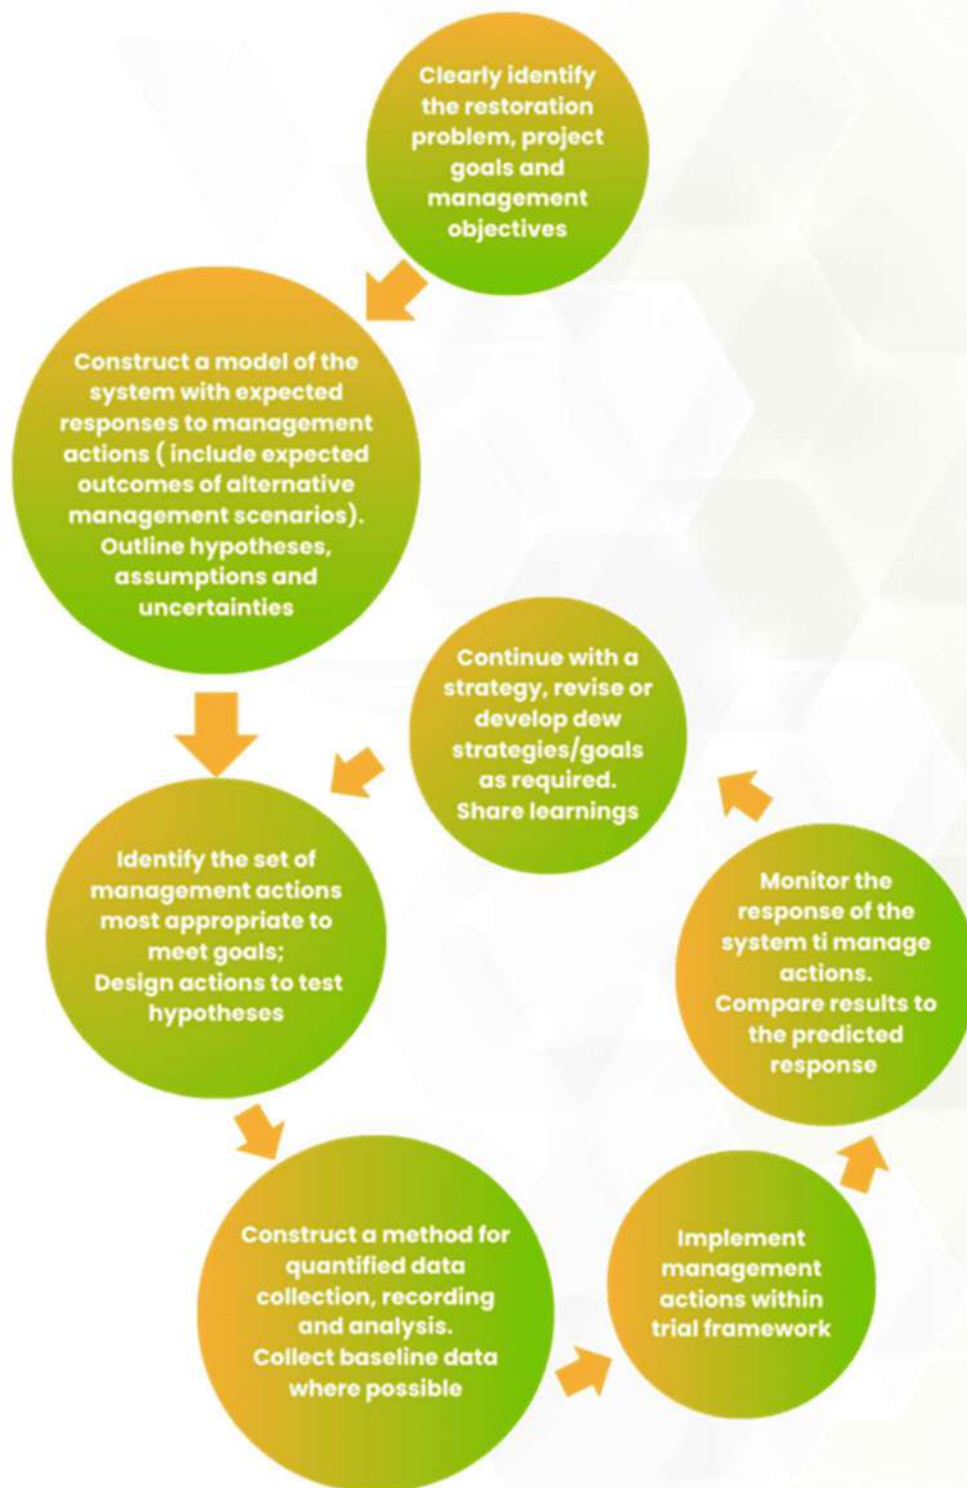 Clearly identify
the restoration
problem, project
goals and
management
objectives
Construct a model of the
system with expected
responses to management
actions ( include expected
outcomes of alternative
management scenarios).
Outline hypotheses,
assumptions and
uncertainties
Identify the set of
management actions
most appropriate to
meet goals;
Design actions to test
hypotheses
Construct a method for
quantified data
collection, recording
and analysis.
Collect baseline data
where possible
Implement
management
actions within
trial framework
Monitor the
response of the
system ti manage
actions.
Compare results to
the predicted
response
Continue with a
strategy, revise or
develop dew
strategies/goals
as required.
Share learnings